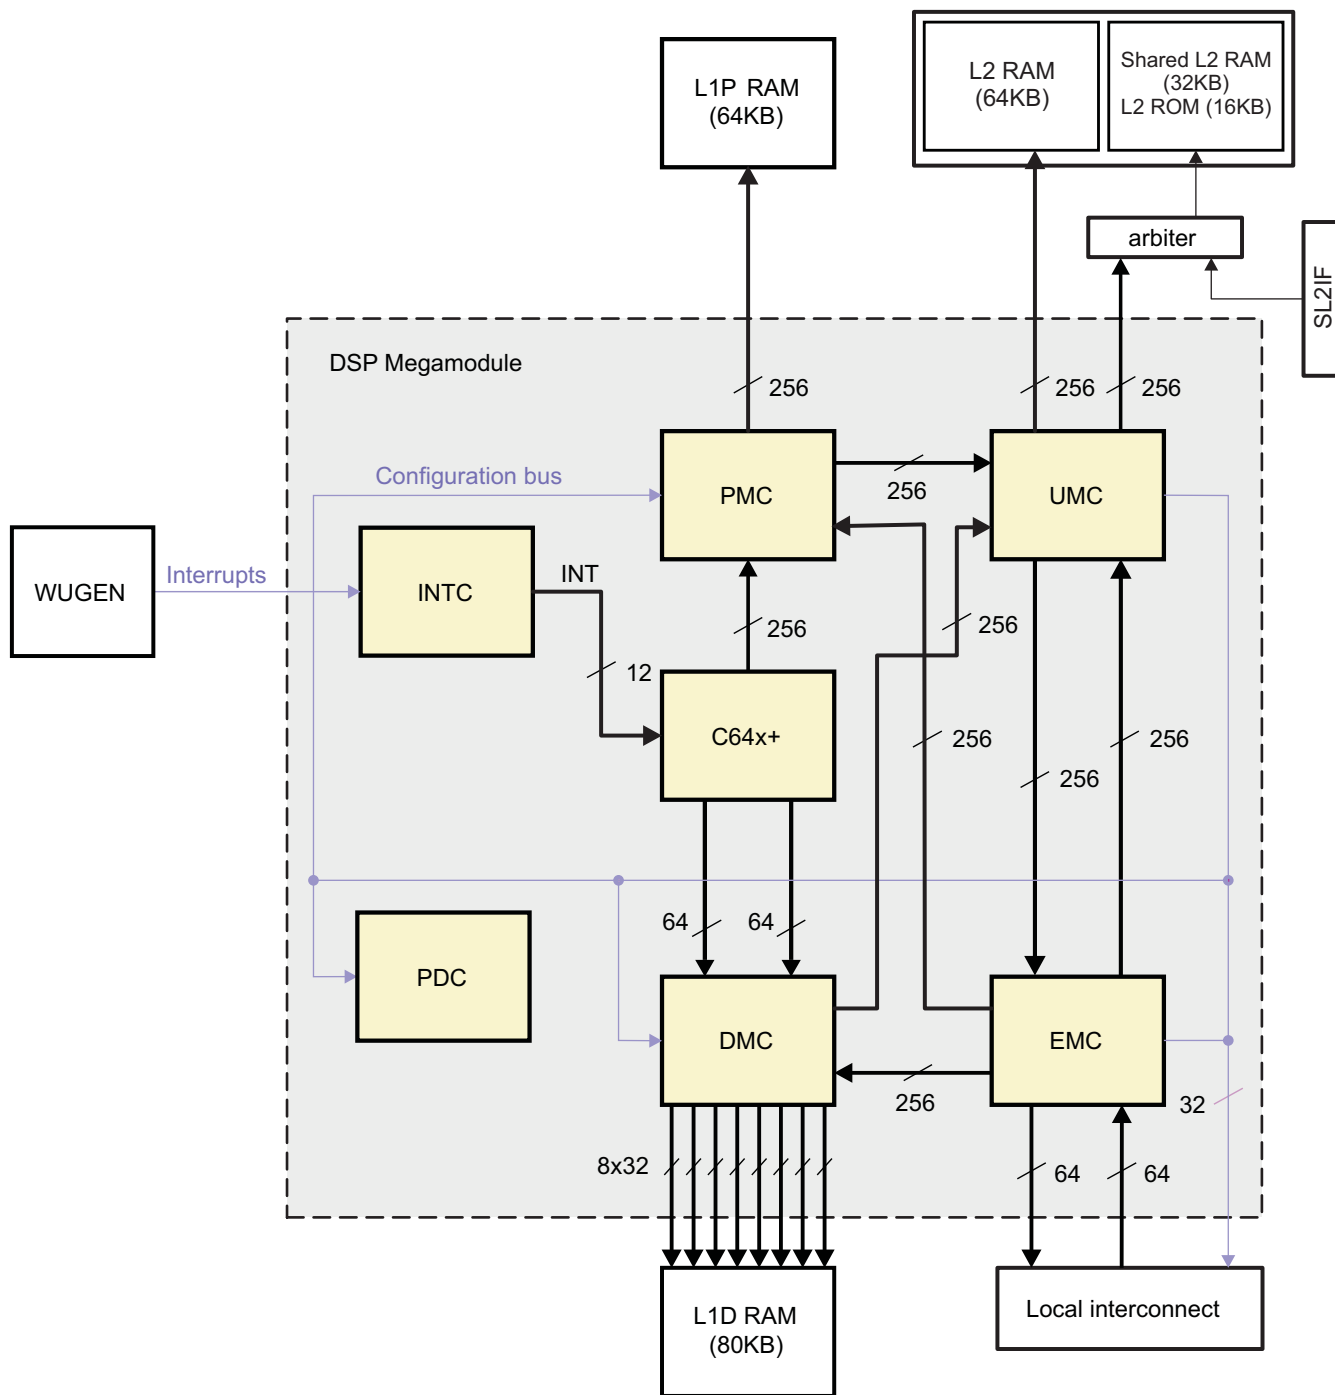 L1P RAM
(64KB)
L2 RAM
(64KB)
Shared L2 RAM
(32KB)
L2 ROM (16KB)
arbiter
SL2IF
DSP Megamodule
256
256
256
Configuration bus
PMC
256
UMC
WUGEN
Interrupts
INTC
INT
12
256
256
C64x+
256
256
256
64
64
PDC
DMC
EMC
256
32
8x32
64
64
L1D RAM
(80KB)
Local interconnect